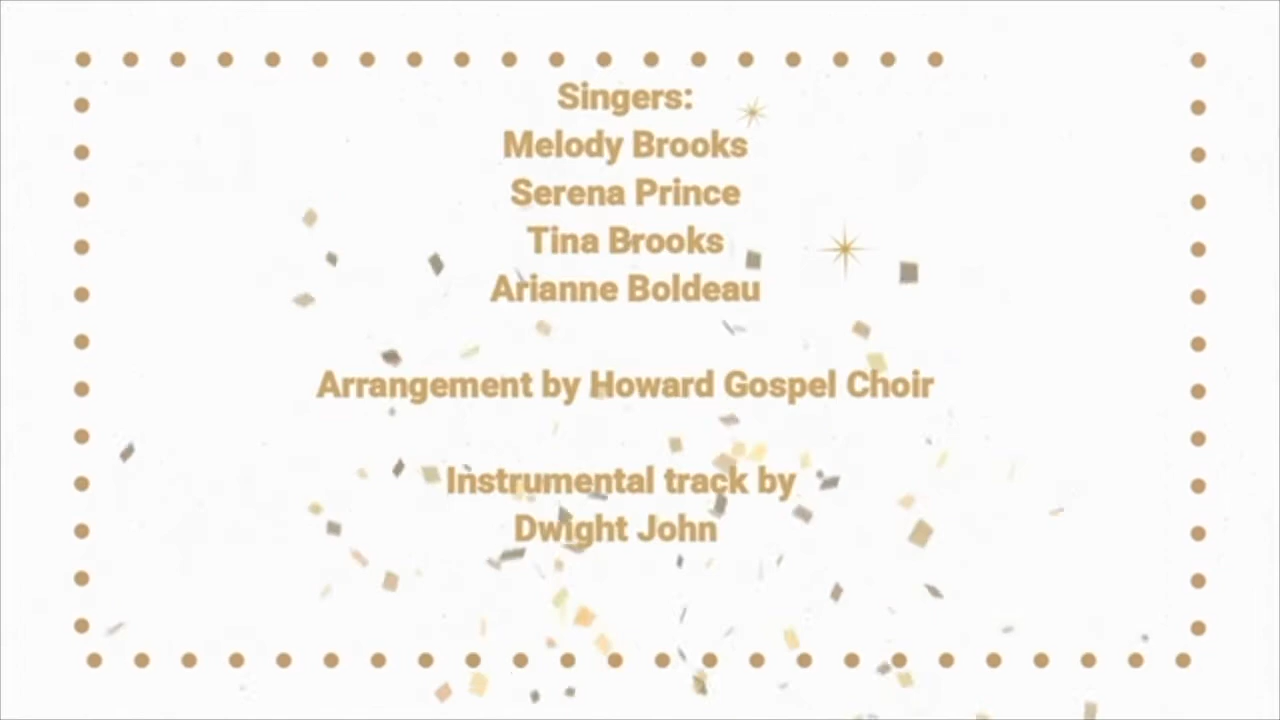 Singers:
Melody Brooks
Serena Prince
Tina Brooks
Arianne Boldeau
Arrangement by Howard Gospel Choir
Instrumental track by
Dwight John